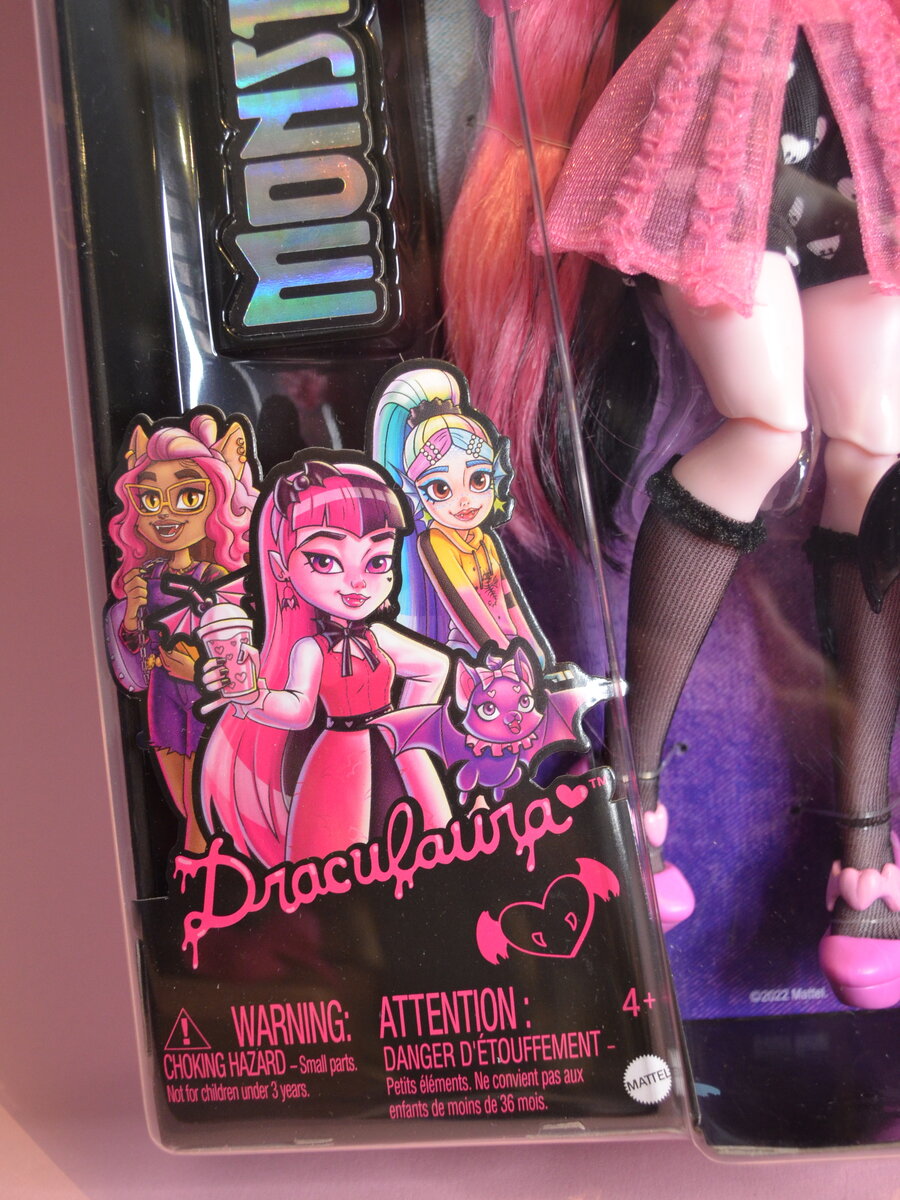 MONST
Draculaura™
⚠ WARNING:
CHOKING HAZARD – Small parts.
Not for children under 3 years.
ATTENTION :
DANGER D'ÉTOUFFEMENT –
Petits éléments. Ne convient pas aux
enfants de moins de 36 mois.
4+
MATTEL
©2022 Mattel.